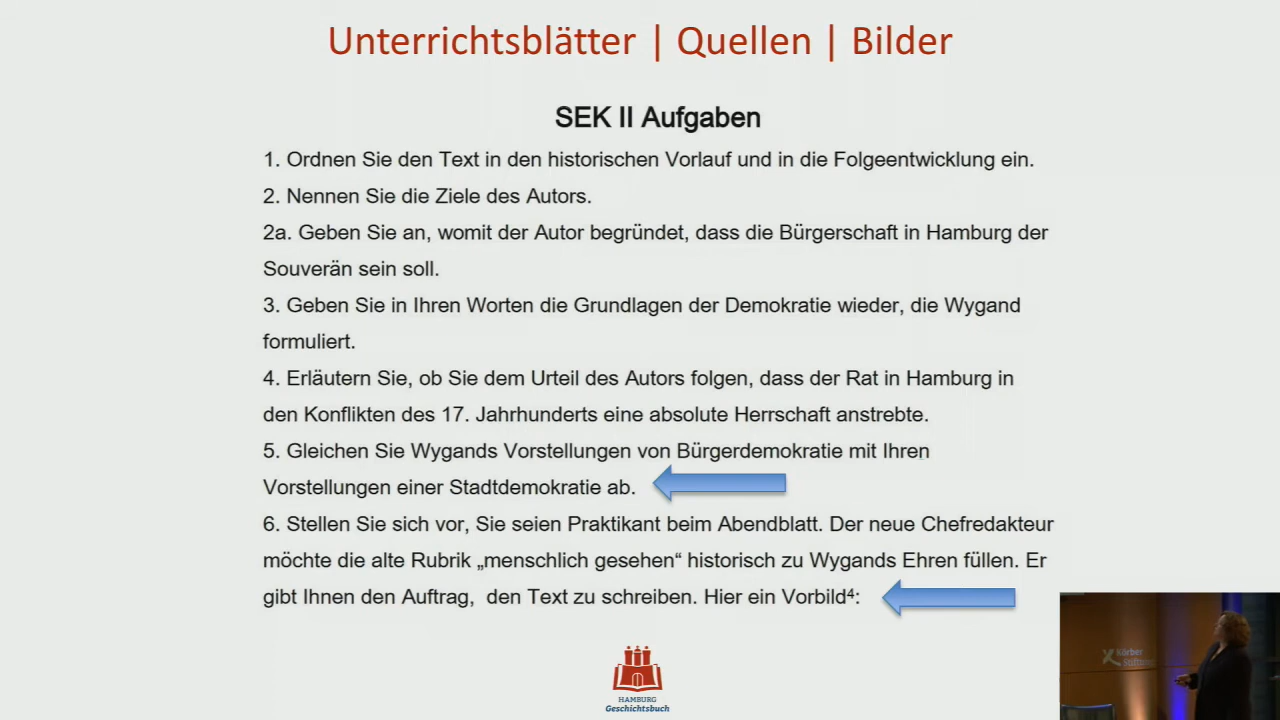 Unterrichtsblätter | Quellen | Bilder
SEK II Aufgaben
1. Ordnen Sie den Text in den historischen Vorlauf und in die Folgeentwicklung ein.
2. Nennen Sie die Ziele des Autors.
2a. Geben Sie an, womit der Autor begründet, dass die Bürgerschaft in Hamburg der
Souverän sein soll.
3. Geben Sie in Ihren Worten die Grundlagen der Demokratie wieder, die Wygand
formuliert.
4. Erläutern Sie, ob Sie dem Urteil des Autors folgen, dass der Rat in Hamburg in
den Konflikten des 17. Jahrhunderts eine absolute Herrschaft anstrebte.
5. Gleichen Sie Wygands Vorstellungen von Bürgerdemokratie mit Ihren
Vorstellungen einer Stadtdemokratie ab.
6. Stellen Sie sich vor, Sie seien Praktikant beim Abendblatt. Der neue Chefredakteur
möchte die alte Rubrik „menschlich gesehen“ historisch zu Wygands Ehren füllen. Er
gibt Ihnen den Auftrag, den Text zu schreiben. Hier ein Vorbild⁴:
HAMBURG
Geschichtsbuch
Körber
Stiftung